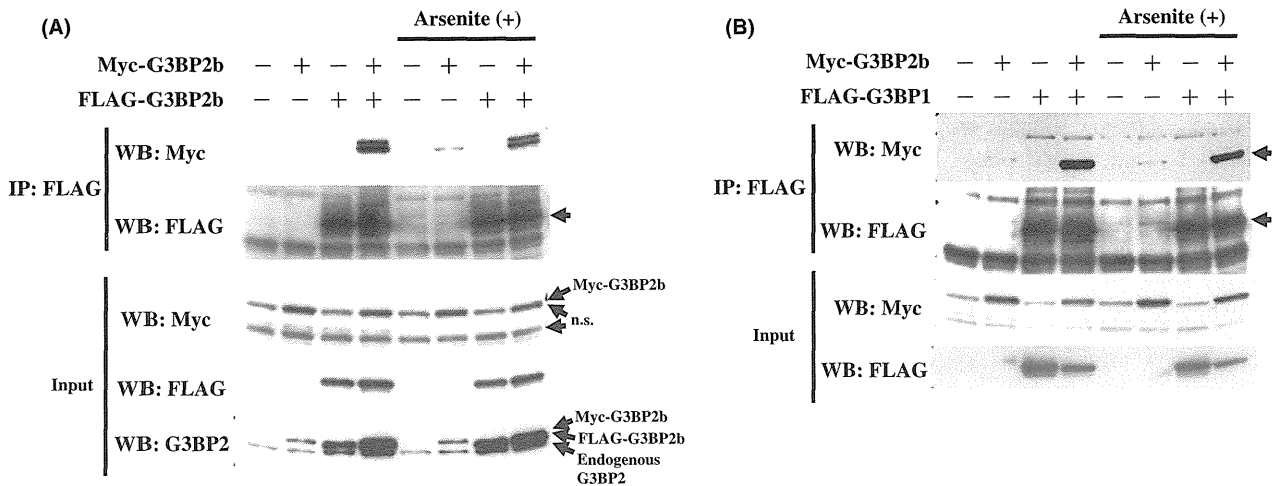 (A)
Arsenite (+)
Myc-G3BP2b − + − + − + − +
FLAG-G3BP2b − − + + − − + +
IP: FLAG
WB: Myc
WB: FLAG
Input
WB: Myc
Myc-G3BP2b
n.s.
WB: FLAG
WB: G3BP2
Myc-G3BP2b
FLAG-G3BP2b
Endogenous
G3BP2
(B)
Arsenite (+)
Myc-G3BP2b − + − + − + − +
FLAG-G3BP1 − − + + − − + +
IP: FLAG
WB: Myc
WB: FLAG
Input
WB: Myc
WB: FLAG